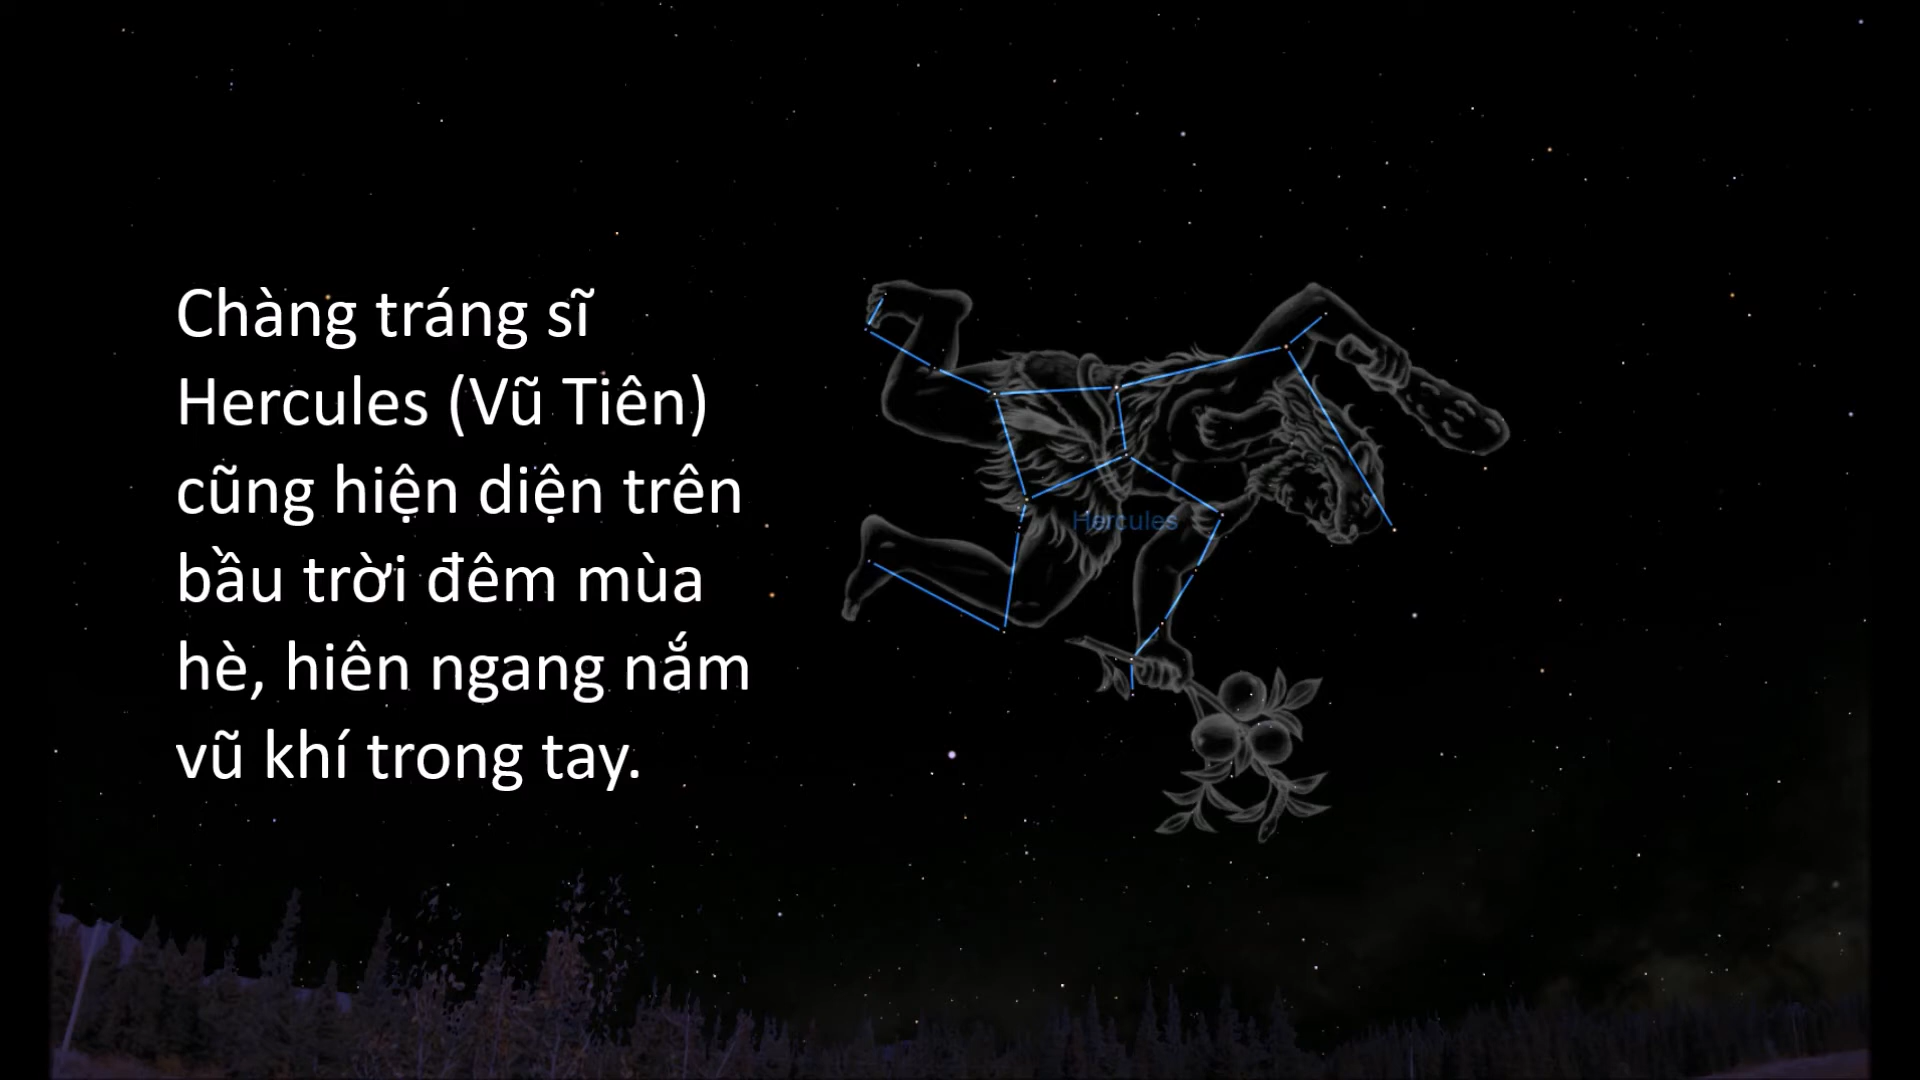 Chàng tráng sĩ
Hercules (Vũ Tiên)
cũng hiện diện trên
bầu trời đêm mùa
hè, hiên ngang nắm
vũ khí trong tay.
Hercules